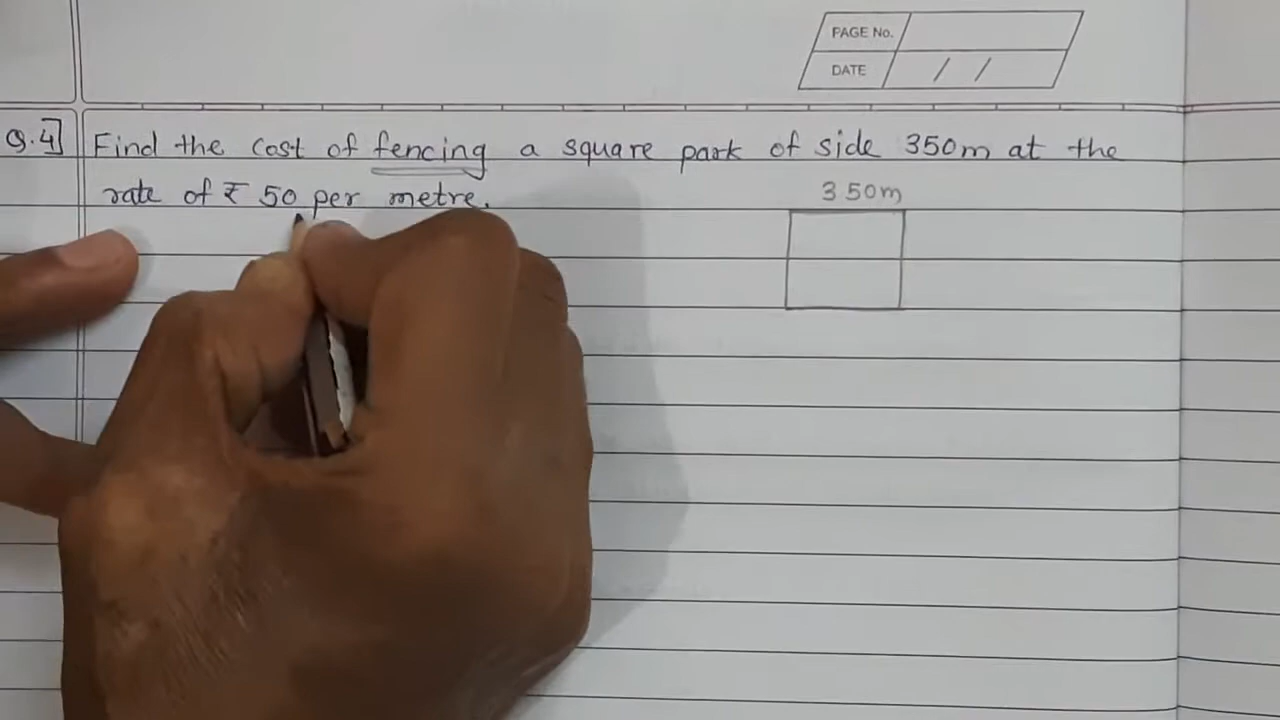 PAGE No.
DATE / /
Q.4] Find the cost of fencing a square park of side 350m at the
rate of ₹ 50 per metre.
350m